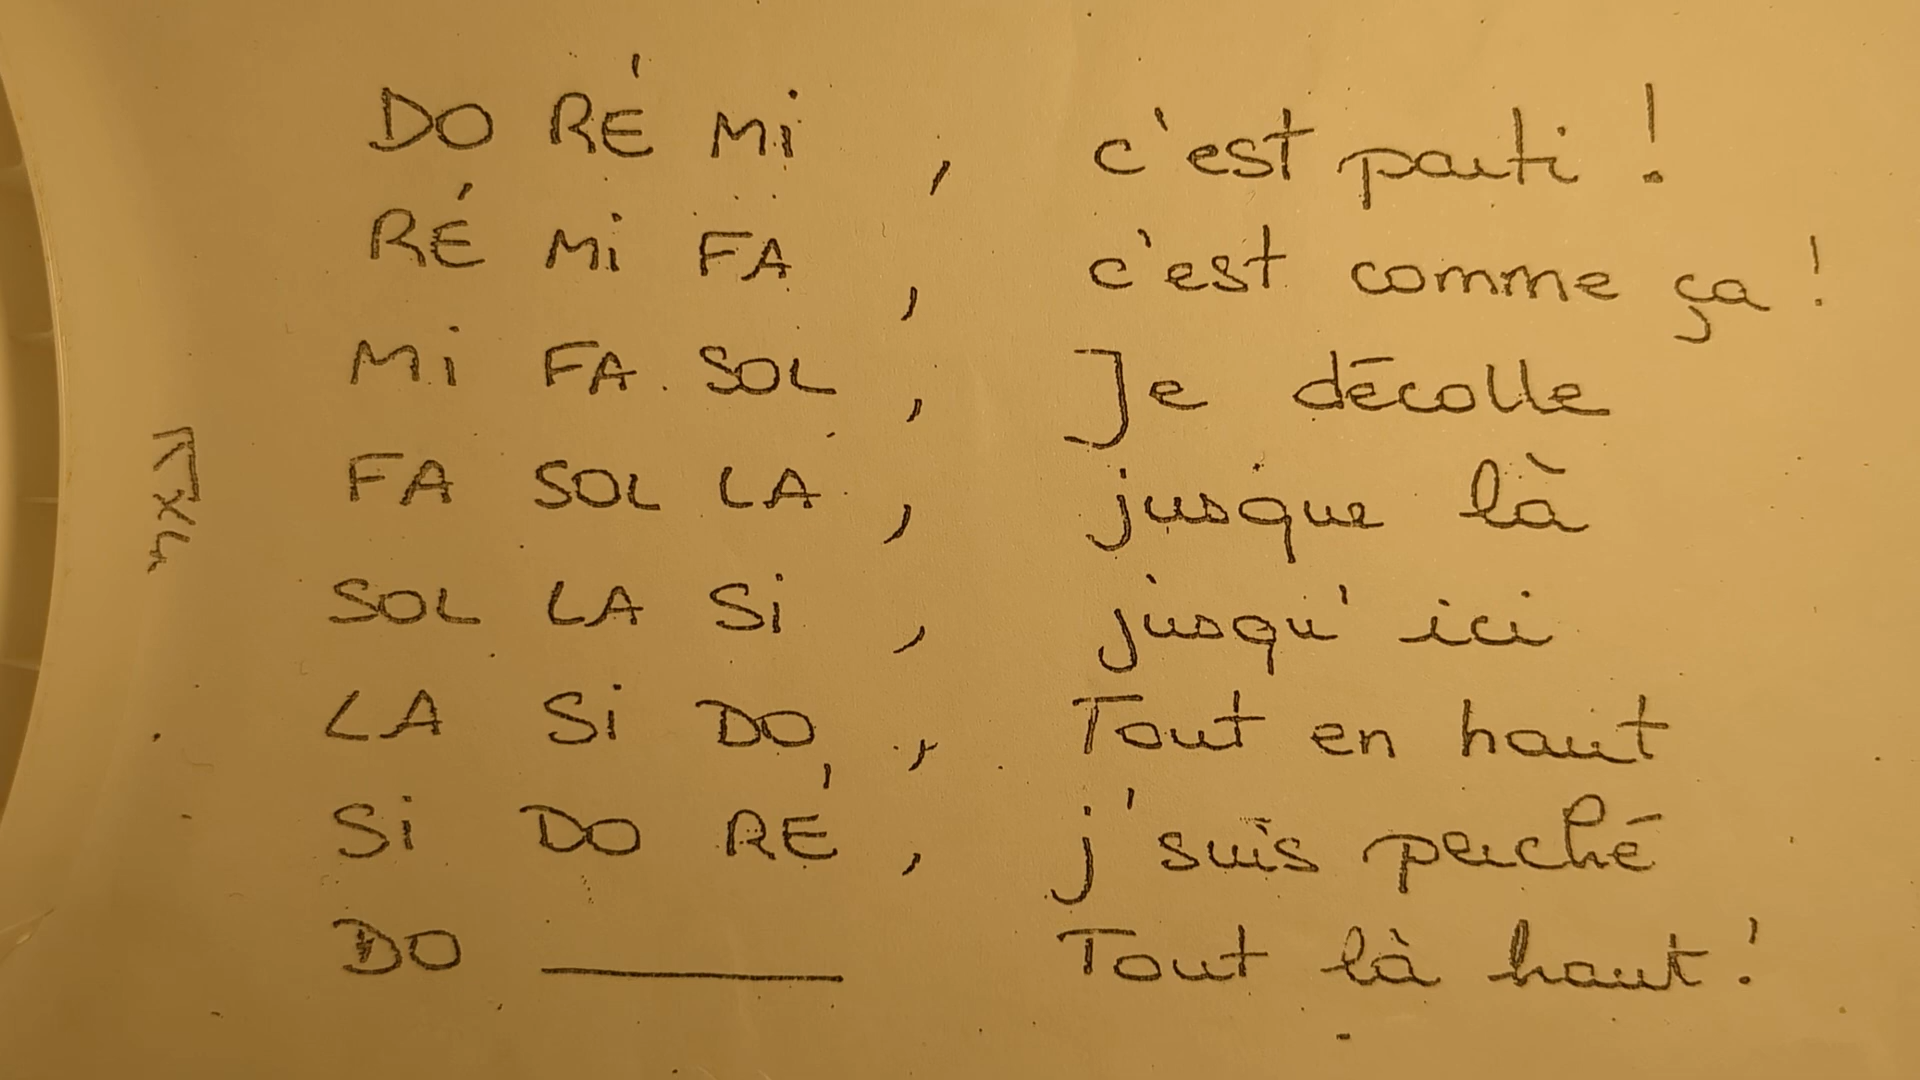 DO RÉ Mi , c'est parti !
RÉ Mi FA , c'est comme ça !
Mi FA SOL , Je décolle
FA SOL LA , jusque là
SOL LA Si , jusqu' ici
LA Si DO , Tout en haut
Si DO RÉ , j'suis perché
DO ______ Tout là haut !